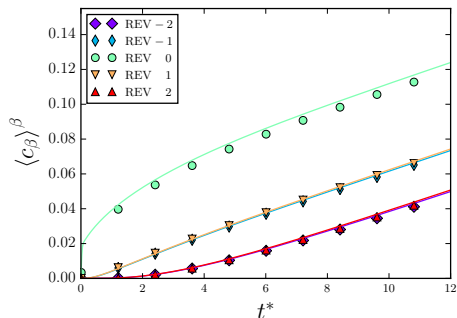 0.14
0.12
0.10
0.08
0.06
0.04
0.02
0.00
⟨c_β⟩^β
REV −2
REV −1
REV 0
REV 1
REV 2
0 2 4 6 8 10 12
t*